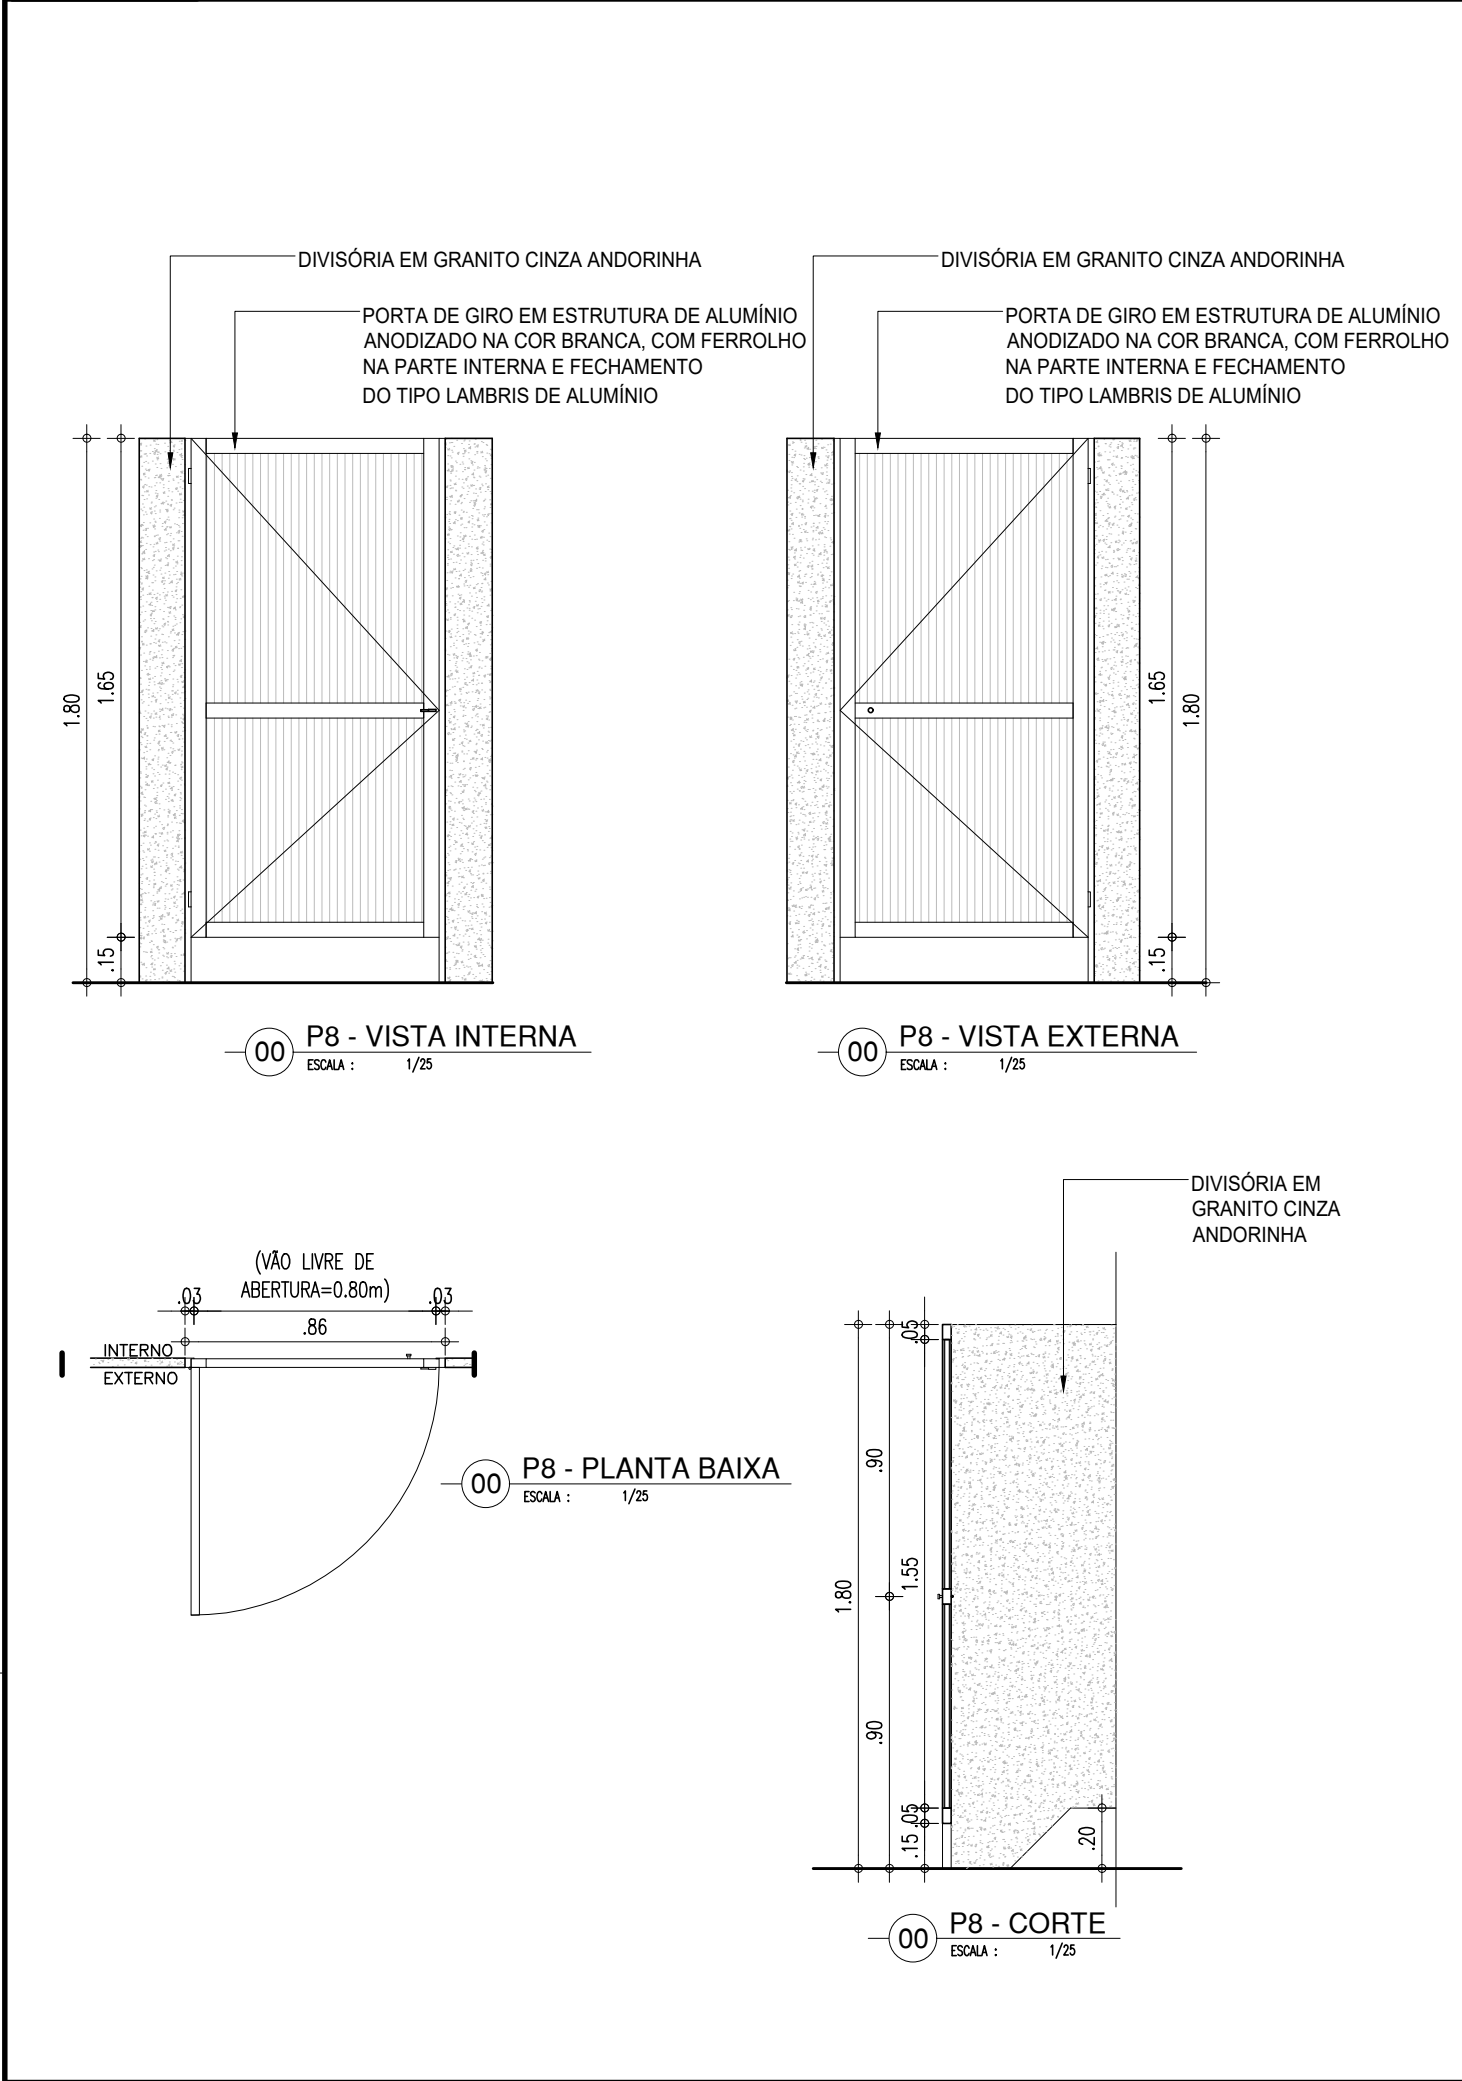 DIVISÓRIA EM GRANITO CINZA ANDORINHA
PORTA DE GIRO EM ESTRUTURA DE ALUMÍNIO
ANODIZADO NA COR BRANCA, COM FERROLHO
NA PARTE INTERNA E FECHAMENTO
DO TIPO LAMBRIS DE ALUMÍNIO
1.80
1.65
.15
00
P8 - VISTA INTERNA
ESCALA : 1/25
DIVISÓRIA EM GRANITO CINZA ANDORINHA
PORTA DE GIRO EM ESTRUTURA DE ALUMÍNIO
ANODIZADO NA COR BRANCA, COM FERROLHO
NA PARTE INTERNA E FECHAMENTO
DO TIPO LAMBRIS DE ALUMÍNIO
1.65
1.80
.15
00
P8 - VISTA EXTERNA
ESCALA : 1/25
(VÃO LIVRE DE
ABERTURA=0.80m)
.03
.03
.86
INTERNO
EXTERNO
00
P8 - PLANTA BAIXA
ESCALA : 1/25
DIVISÓRIA EM
GRANITO CINZA
ANDORINHA
.05
.90
1.55
1.80
.90
.05
.15
.20
00
P8 - CORTE
ESCALA : 1/25